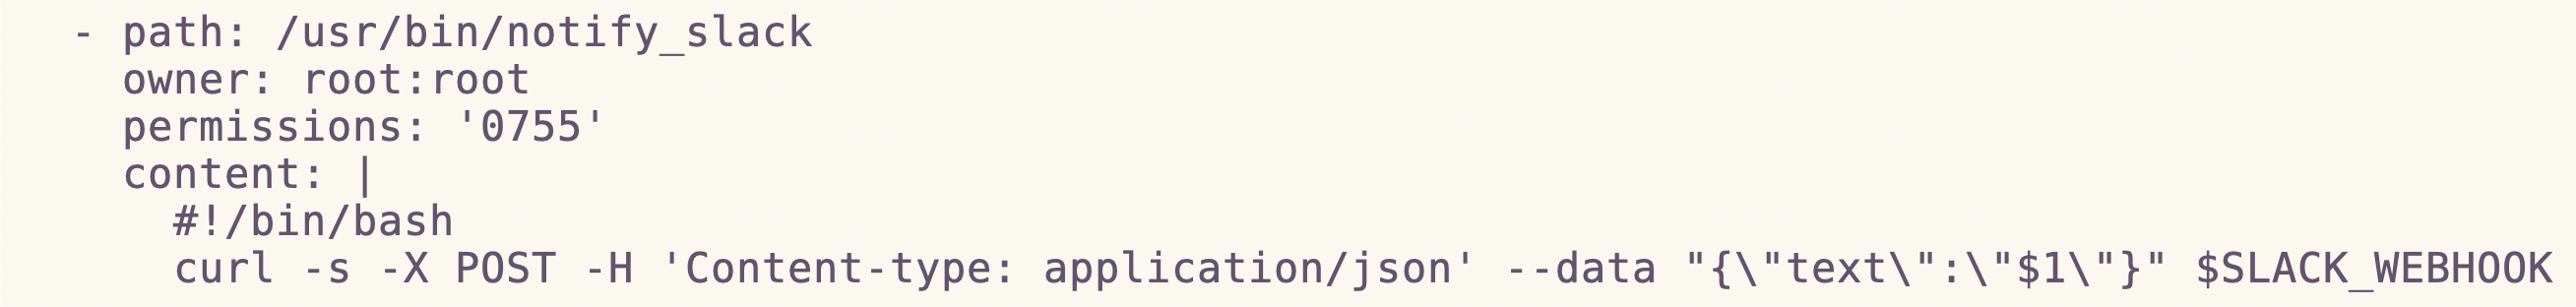 - path: /usr/bin/notify_slack
  owner: root:root
  permissions: '0755'
  content: |
    #!/bin/bash
    curl -s -X POST -H 'Content-type: application/json' --data "{\"text\":\"$1\"}" $SLACK_WEBHOOK